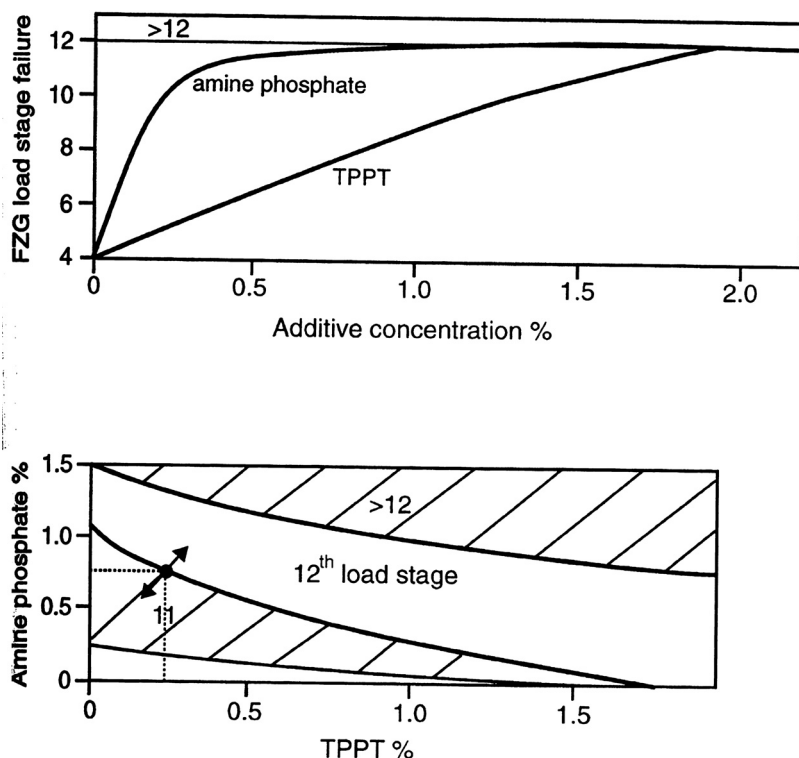 FZG load stage failure
>12
12
amine phosphate
10
8
TPPT
6
4
0 0.5 1.0 1.5 2.0
Additive concentration %
Amine phosphate %
1.5
>12
1.0
12th load stage
0.5
11
0
0 0.5 1.0 1.5
TPPT %